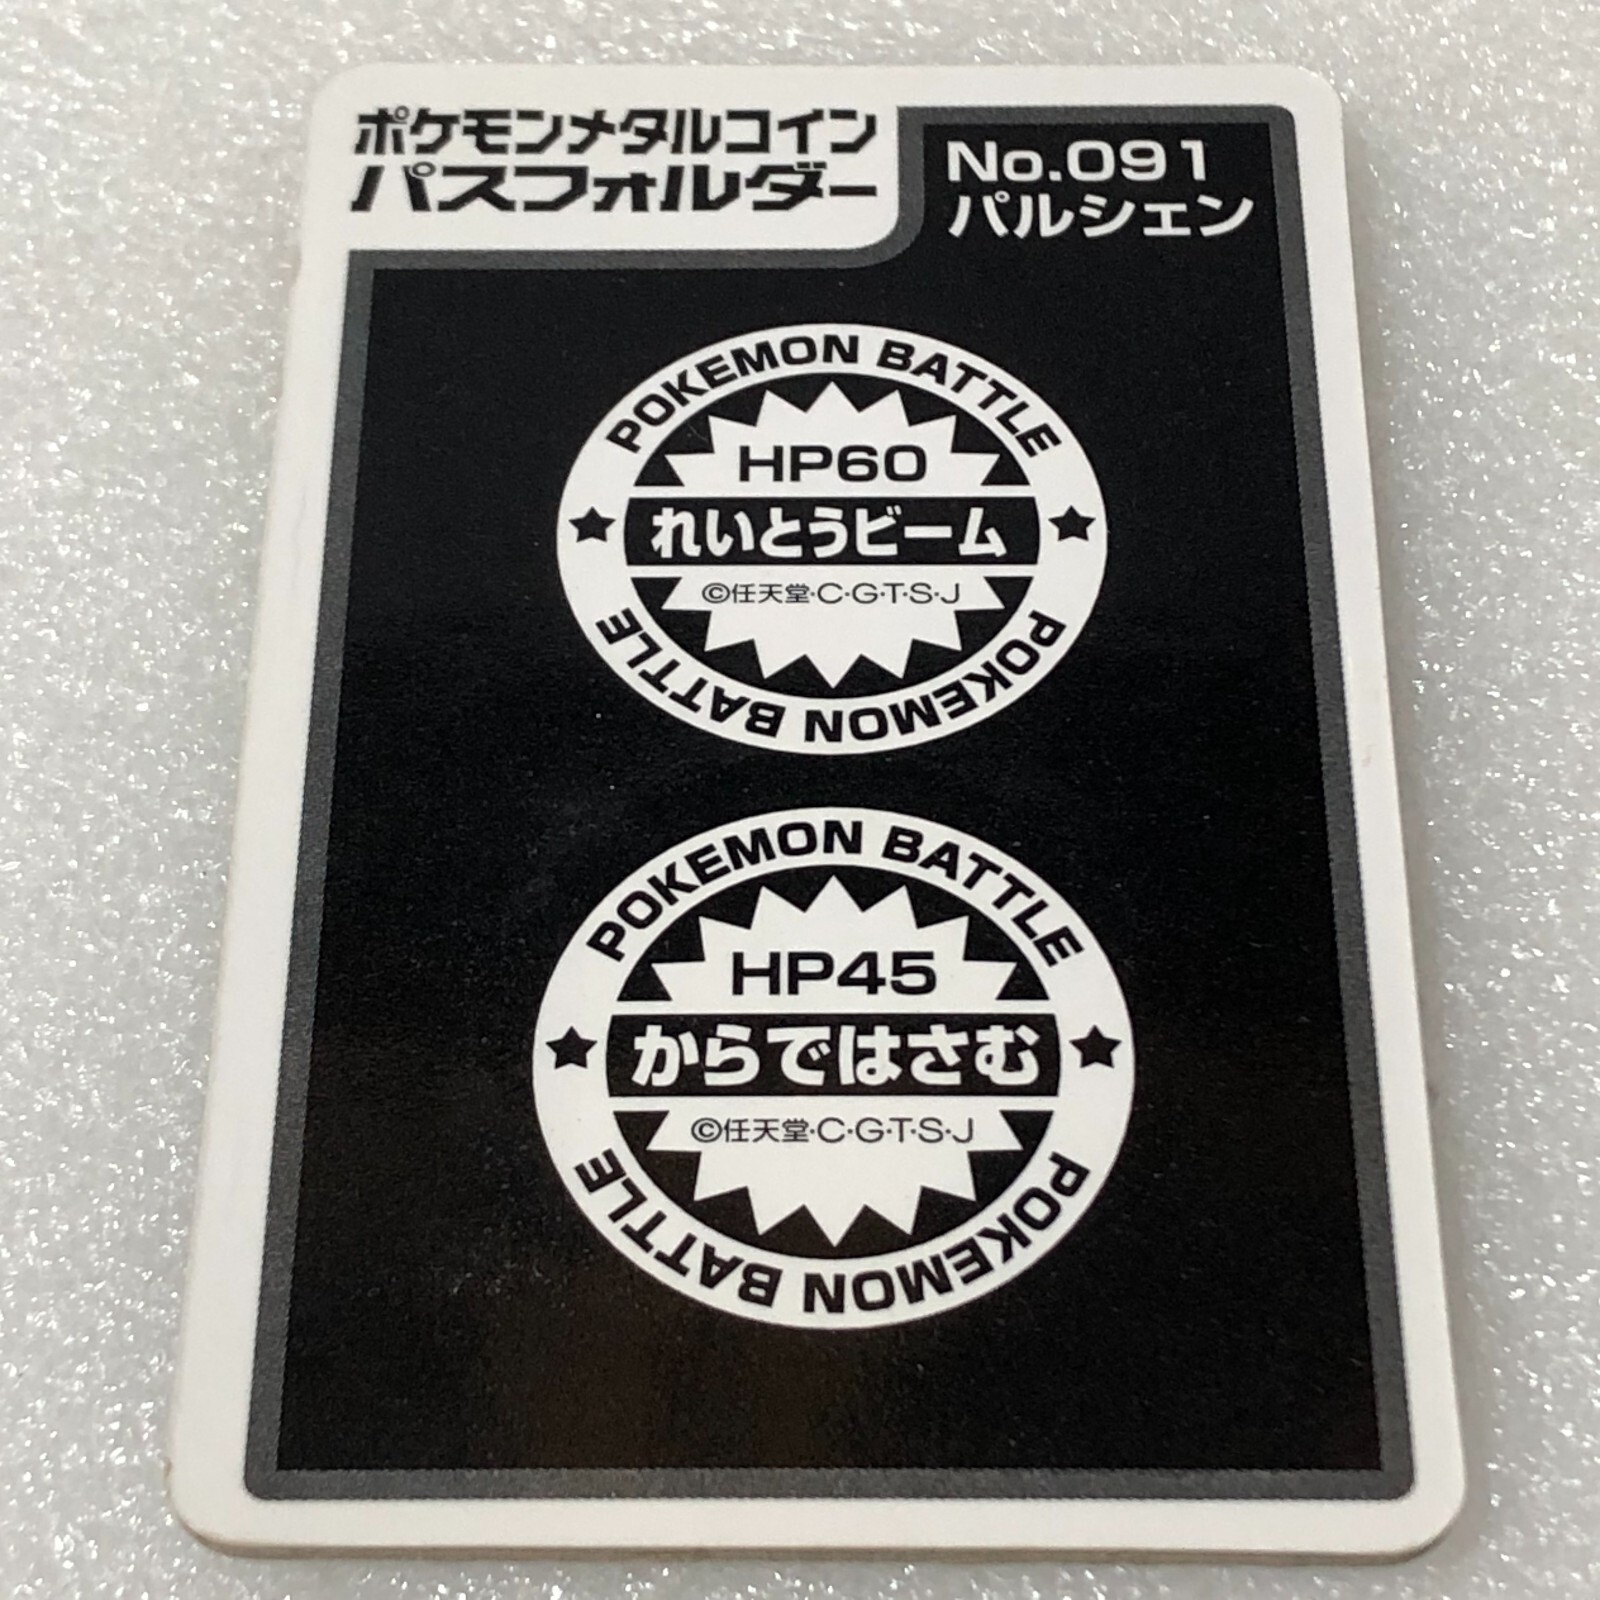 ポケモンメタルコイン
パスフォルダー
No.091
パルシェン
POKEMON BATTLE
HP60
れいとうビーム
©任天堂・C・G・T・S・J
POKEMON BATTLE
POKEMON BATTLE
HP45
からではさむ
©任天堂・C・G・T・S・J
POKEMON BATTLE